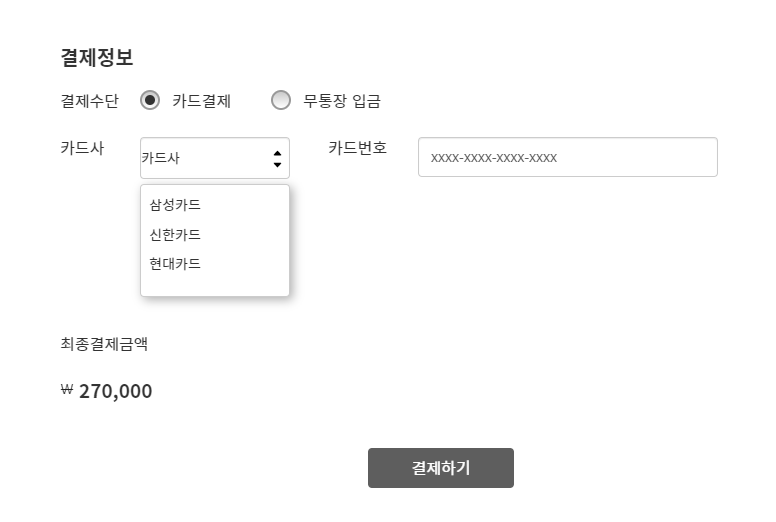 결제정보
결제수단 카드결제 무통장 입금
카드사 카드사 카드번호 xxxx-xxxx-xxxx-xxxx
삼성카드
신한카드
현대카드
최종결제금액
₩ 270,000
결제하기